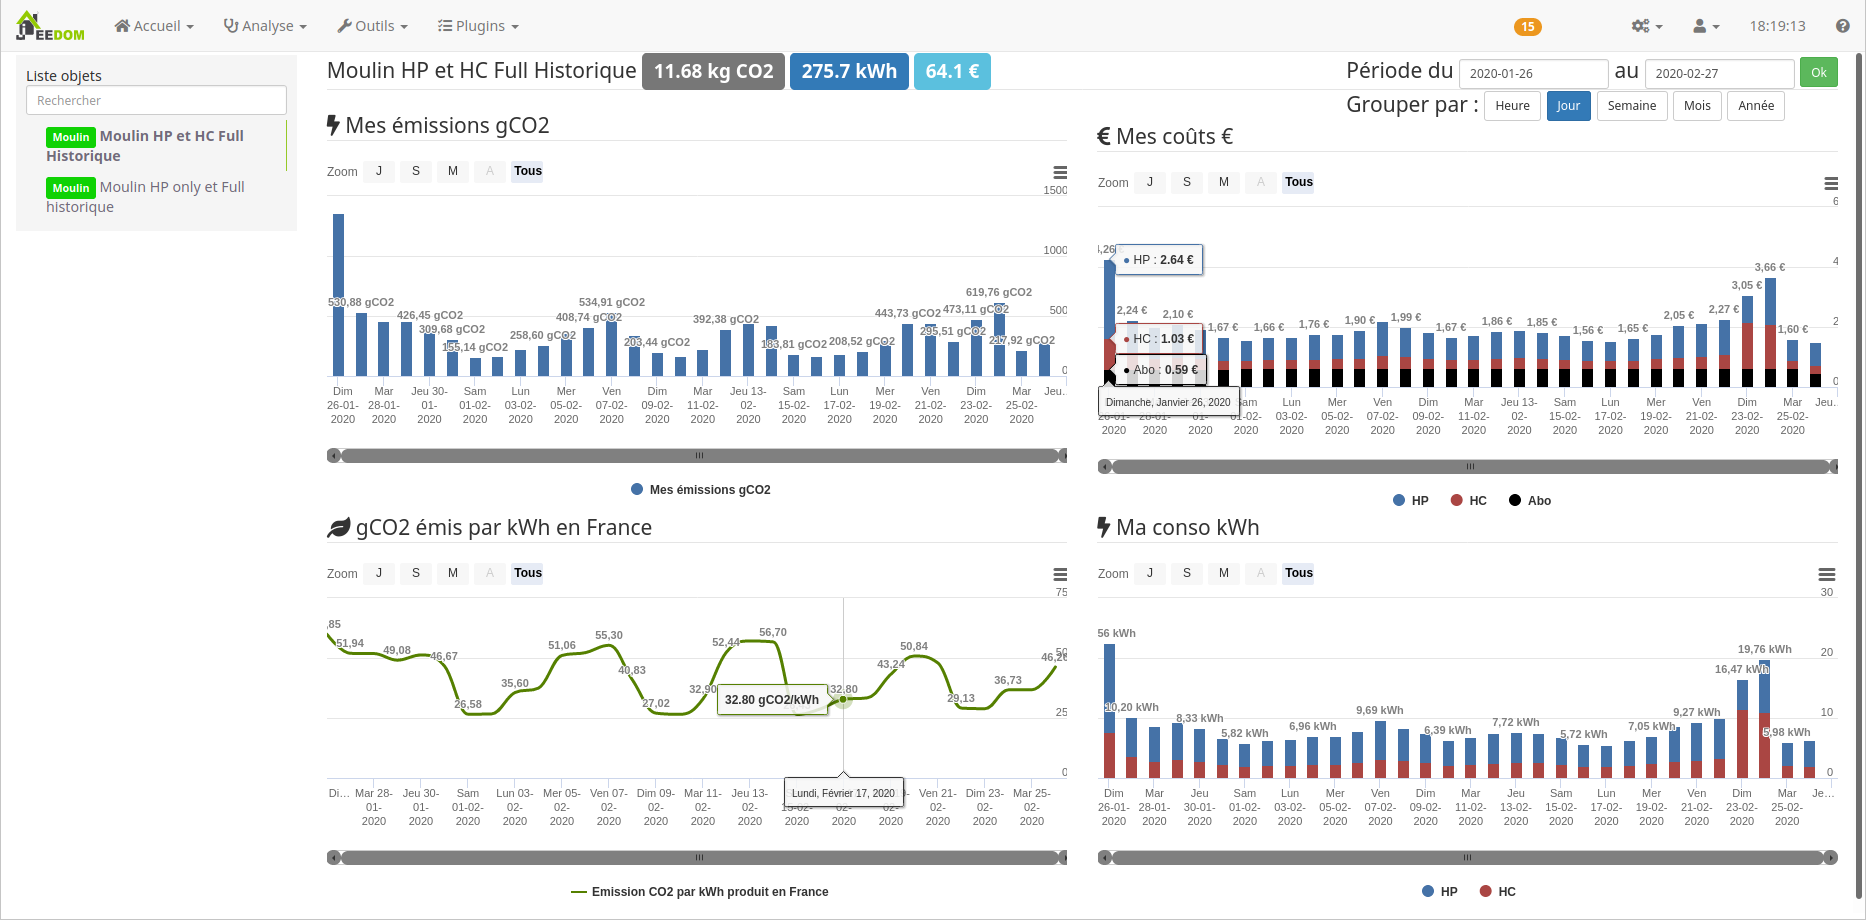 JEEDOM
Accueil
Analyse
Outils
Plugins
15
18:19:13
Liste objets
Rechercher
Moulin Moulin HP et HC Full
Historique
Moulin Moulin HP only et Full
historique
Moulin HP et HC Full Historique 11.68 kg CO2 275.7 kWh 64.1 €
Période du 2020-01-26 au 2020-02-27 Ok
Grouper par : Heure Jour Semaine Mois Année
Mes émissions gCO2
Zoom J S M A Tous
1500
1000
500
0
530,88 gCO2 426,45 gCO2 309,68 gCO2 155,14 gCO2 258,60 gCO2 408,74 gCO2 534,91 gCO2 203,44 gCO2 392,38 gCO2 183,81 gCO2 208,52 gCO2 443,73 gCO2 295,51 gCO2 473,11 gCO2 619,76 gCO2 217,92 gCO2
Dim Mar Jeu 30- Sam Lun Mer Ven Dim Mar Jeu 13- Sam Lun Mer Ven Dim Mar Jeu…
26-01- 28-01- 01- 01-02- 03-02- 05-02- 07-02- 09-02- 11-02- 02- 15-02- 17-02- 19-02- 21-02- 23-02- 25-02-
2020 2020 2020 2020 2020 2020 2020 2020 2020 2020 2020 2020 2020 2020 2020 2020
Mes émissions gCO2
€ Mes coûts €
Zoom J S M A Tous
6
4
2
0
HP : 2.64 €
HC : 1.03 €
Abo : 0.59 €
Dimanche, Janvier 26, 2020
2,24 € 2,10 € 1,67 € 1,66 € 1,76 € 1,90 € 1,99 € 1,67 € 1,86 € 1,85 € 1,56 € 1,65 € 2,05 € 2,27 € 3,05 € 3,66 € 1,60 €
Sam Lun Mer Ven Dim Mar Jeu 13- Sam Lun Mer Ven Dim Mar Jeu…
26-01- 28-01- 01- 01-02- 03-02- 05-02- 07-02- 09-02- 11-02- 02- 15-02- 17-02- 19-02- 21-02- 23-02- 25-02-
2020 2020 2020 2020 2020 2020 2020 2020 2020 2020 2020 2020 2020 2020 2020 2020
HP HC Abo
gCO2 émis par kWh en France
Zoom J S M A Tous
75
50
25
0
,85 51,94 49,08 46,67 26,58 35,60 51,06 55,30 40,83 27,02 32,90 52,44 56,70 32,80 43,24 50,84 29,13 36,73 46,26
32.80 gCO2/kWh
Lundi, Février 17, 2020
Di… Mar 28- Jeu 30- Sam Lun 03- Mer 05- Ven 07- Dim 09- Mar 11- Jeu 13- Ven 21- Dim 23- Mar 25-
01- 01- 01-02- 02- 02- 02- 02- 02- 02- 15-02- 02- 02- 02- 02- 02-
2020 2020 2020 2020 2020 2020 2020 2020 2020 2020 2020 2020 2020 2020 2020
Emission CO2 par kWh produit en France
Ma conso kWh
Zoom J S M A Tous
30
20
10
0
56 kWh 10,20 kWh 8,33 kWh 5,82 kWh 6,96 kWh 9,69 kWh 6,39 kWh 7,72 kWh 5,72 kWh 7,05 kWh 9,27 kWh 16,47 kWh 19,76 kWh 5,98 kWh
Dim Mar Jeu Sam Lun Mer Ven Dim Mar Jeu Sam Lun Mer Ven Dim Mar Je…
26-01- 28-01- 30-01- 01-02- 03-02- 05-02- 07-02- 09-02- 11-02- 13-02- 15-02- 17-02- 19-02- 21-02- 23-02- 25-02-
2020 2020 2020 2020 2020 2020 2020 2020 2020 2020 2020 2020 2020 2020 2020 2020
HP HC